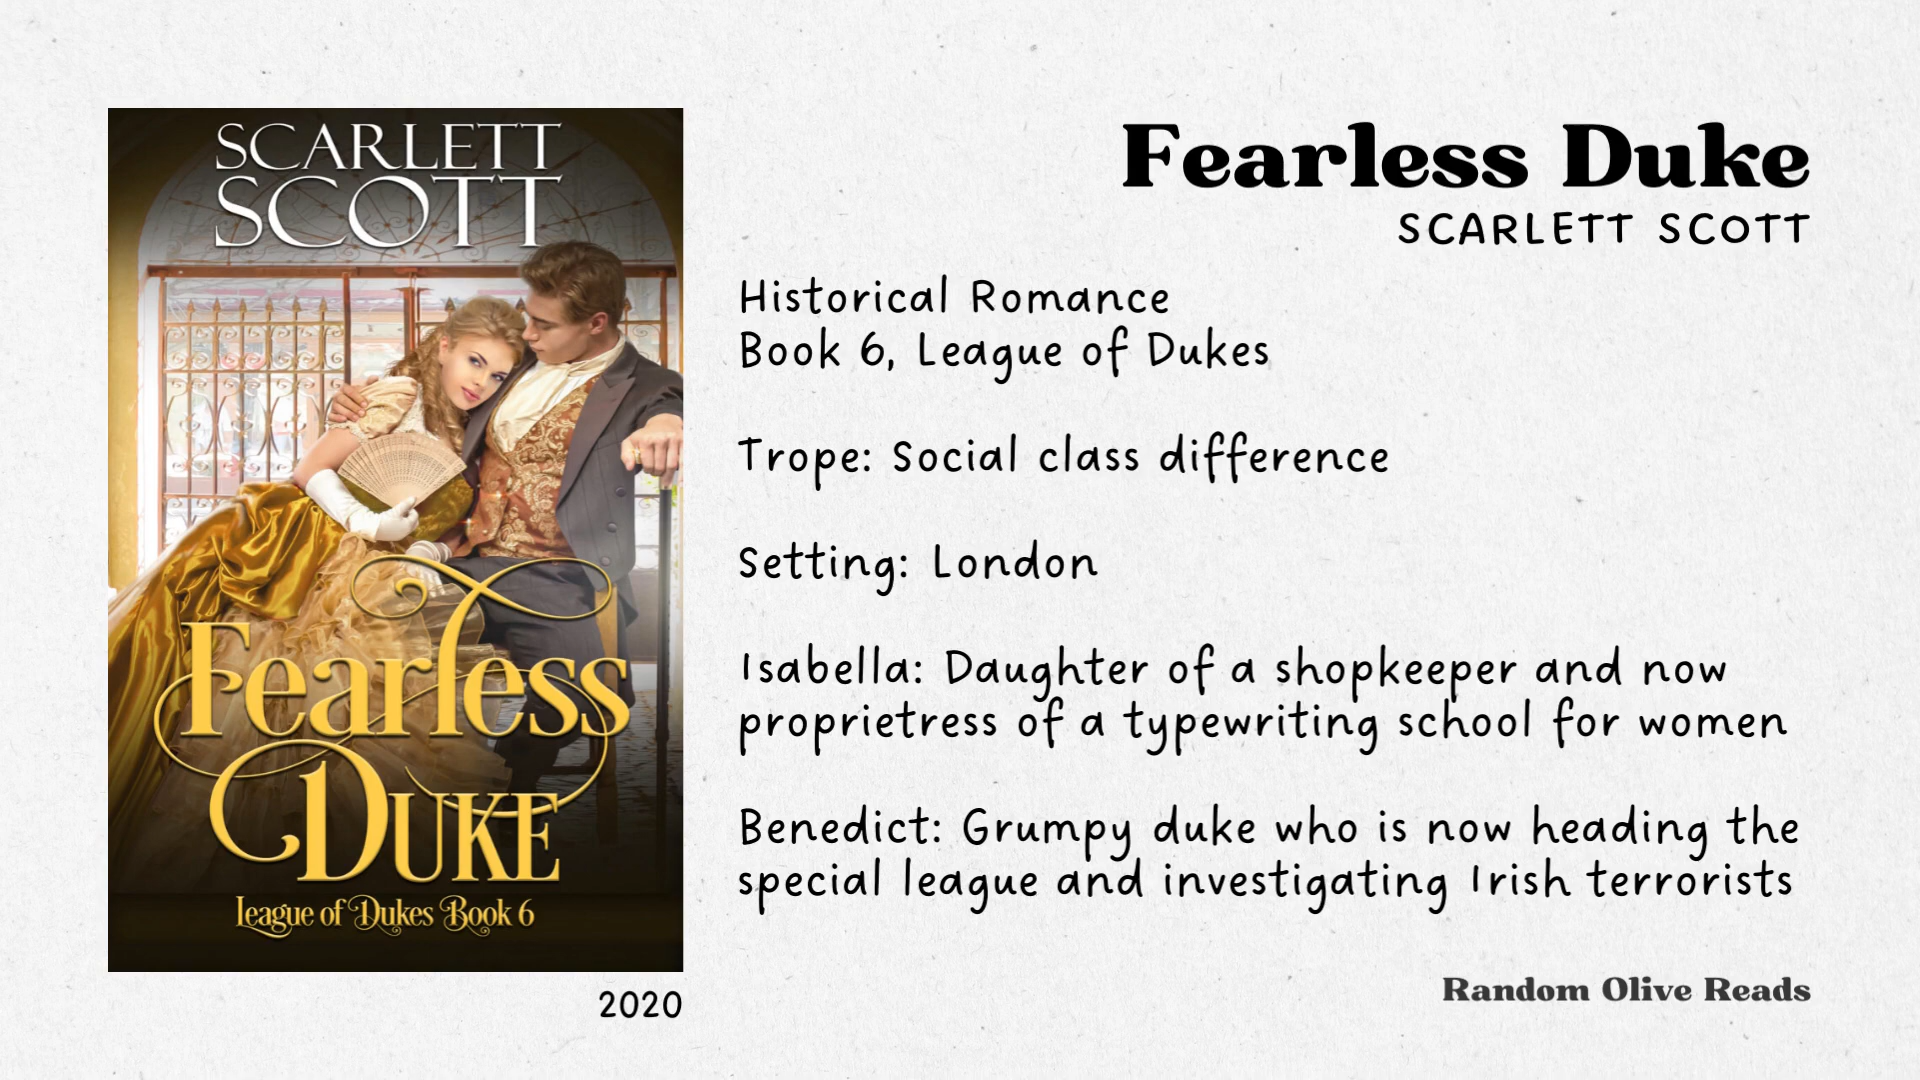 SCARLETT
SCOTT
Fearless
DUKE
League of Dukes Book 6
2020
Fearless Duke
SCARLETT SCOTT
Historical Romance
Book 6, League of Dukes
Trope: Social class difference
Setting: London
Isabella: Daughter of a shopkeeper and now
proprietress of a typewriting school for women
Benedict: Grumpy duke who is now heading the
special league and investigating Irish terrorists
Random Olive Reads